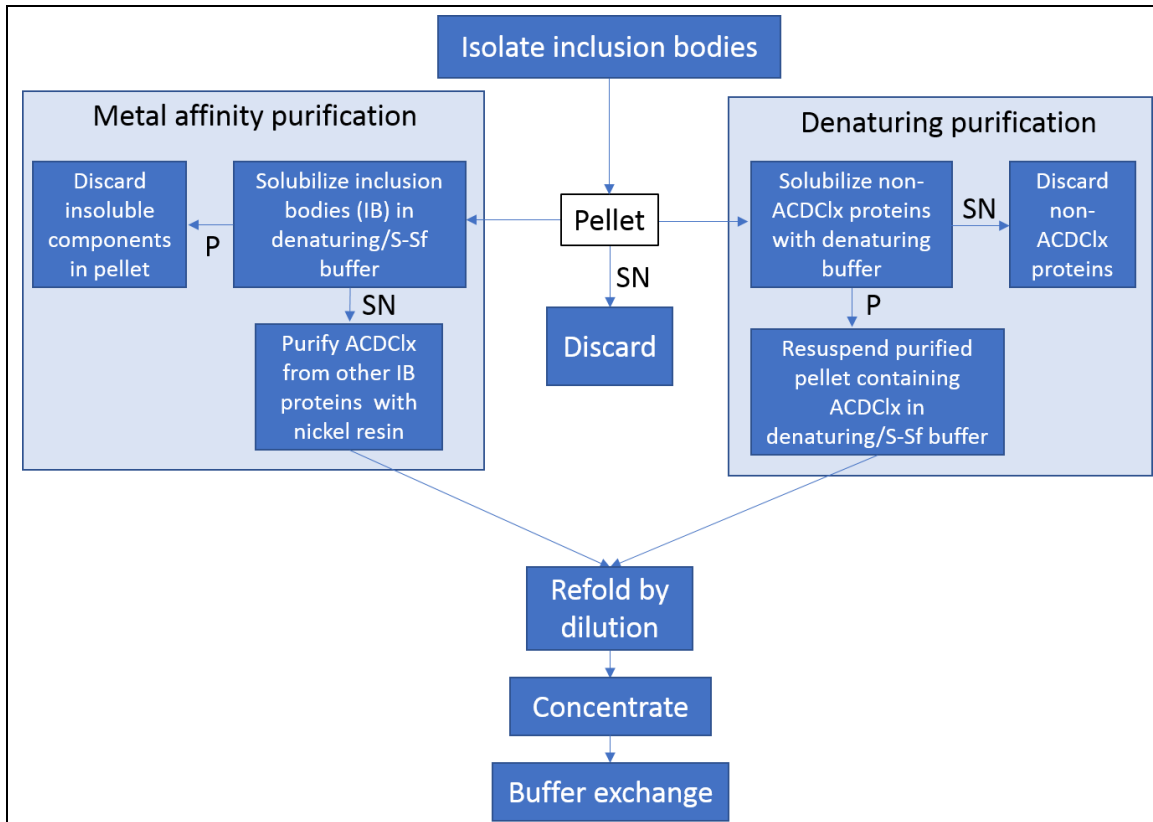 Isolate inclusion bodies
Metal affinity purification
Discard
insoluble
components
in pellet
P
Solubilize inclusion
bodies (IB) in
denaturing/S-Sf
buffer
SN
Purify ACDClx
from other IB
proteins with
nickel resin
Pellet
SN
Discard
Denaturing purification
Solubilize non-
ACDClx proteins
with denaturing
buffer
SN
Discard
non-
ACDClx
proteins
P
Resuspend purified
pellet containing
ACDClx in
denaturing/S-Sf buffer
Refold by
dilution
Concentrate
Buffer exchange